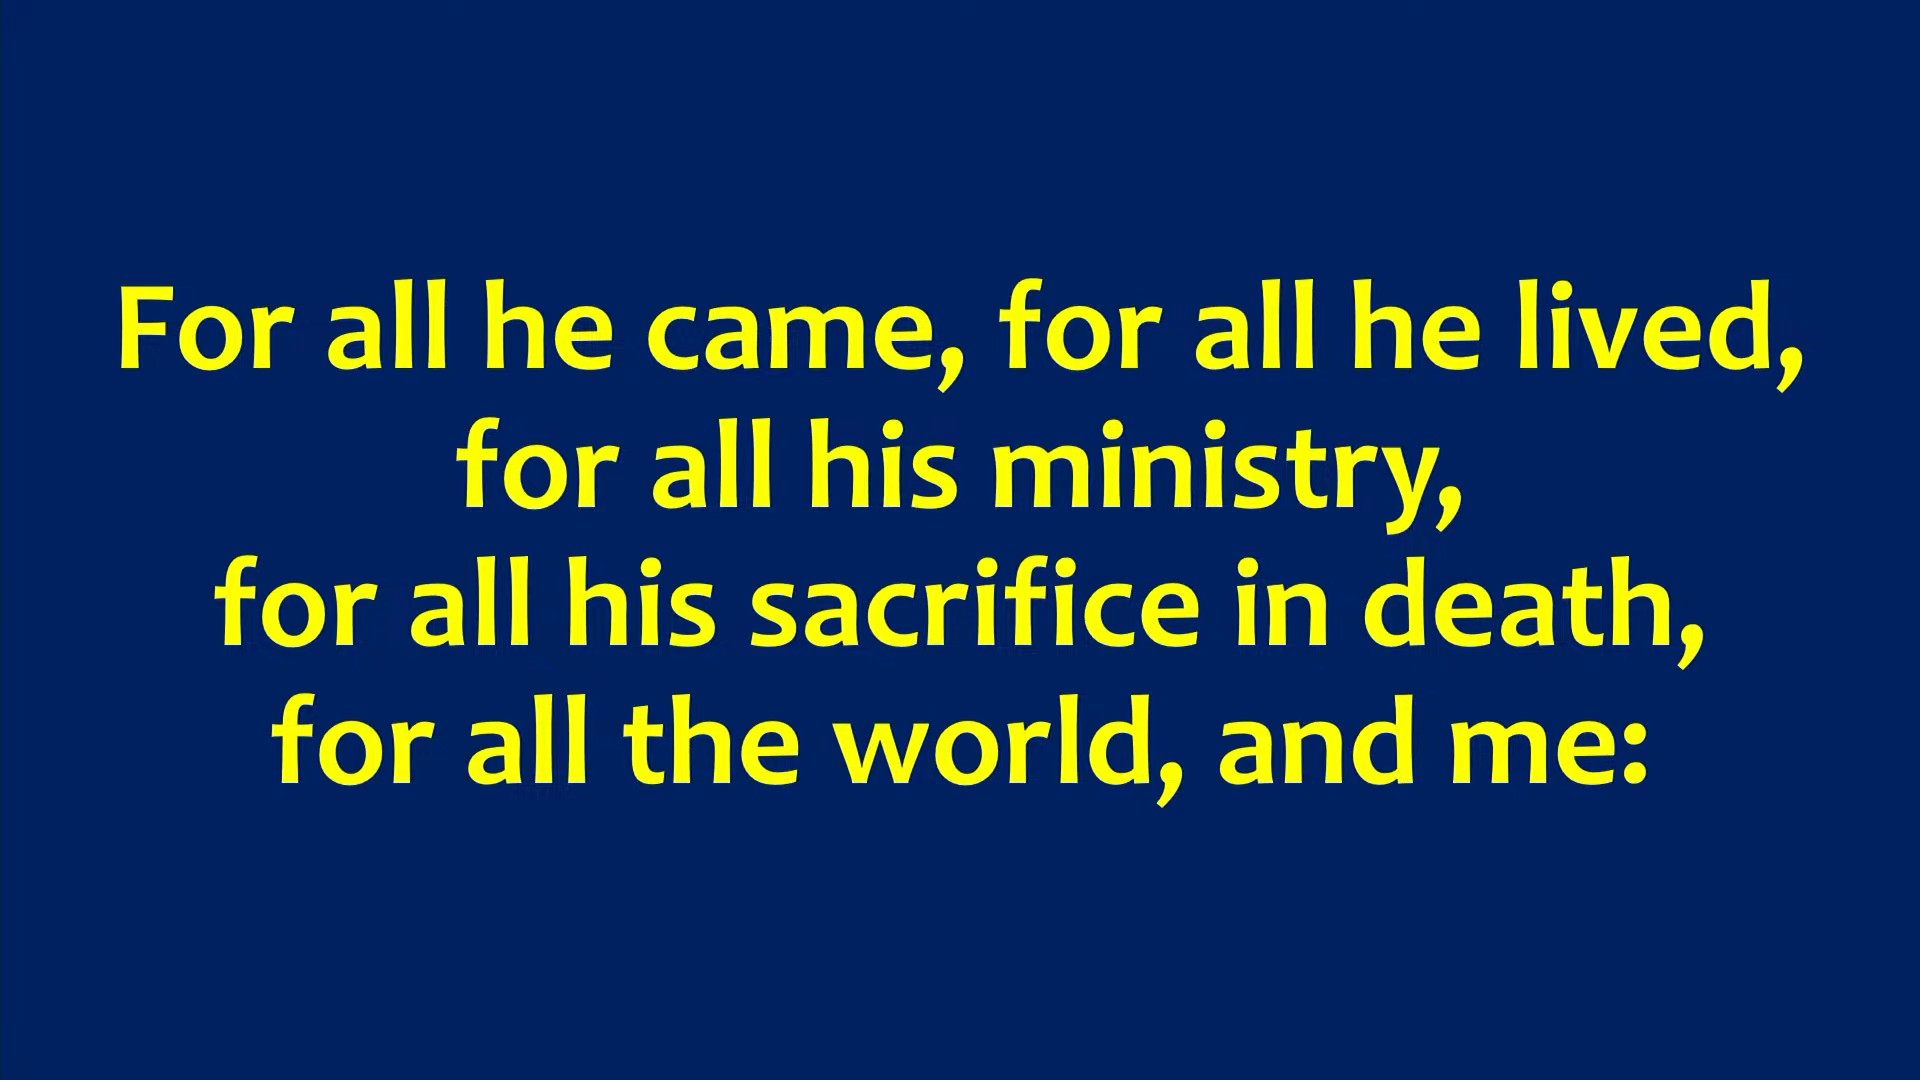 For all he came, for all he lived,
for all his ministry,
for all his sacrifice in death,
for all the world, and me: